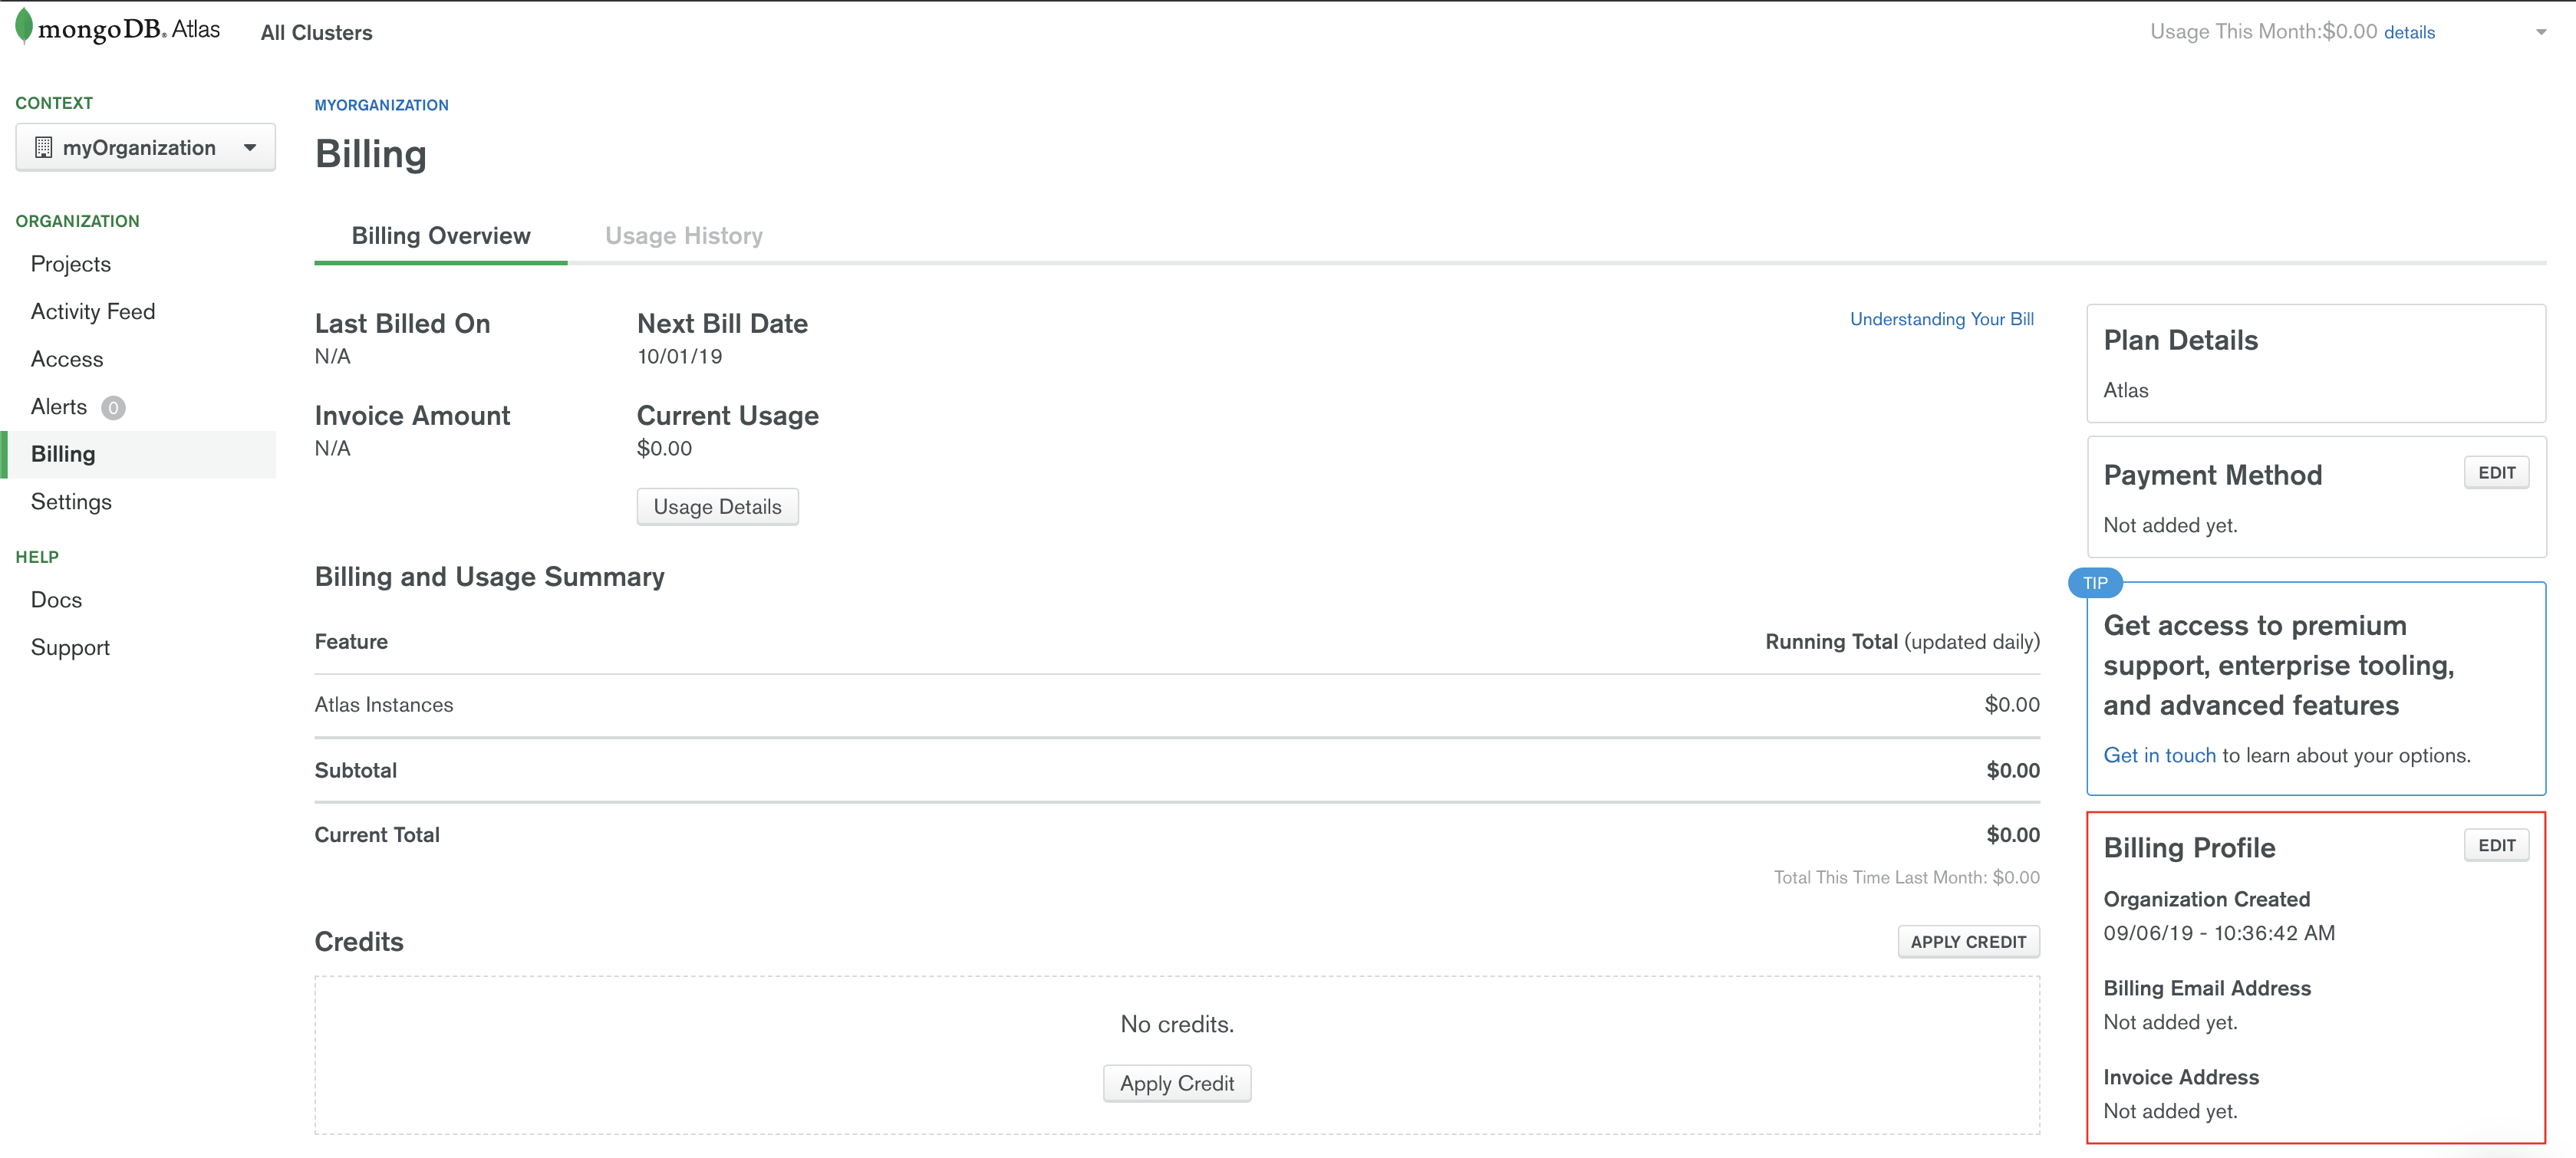 mongoDB. Atlas
All Clusters
Usage This Month:$0.00 details
CONTEXT
myOrganization
ORGANIZATION
Projects
Activity Feed
Access
Alerts 0
Billing
Settings
HELP
Docs
Support
MYORGANIZATION
Billing
Billing Overview
Usage History
Last Billed On
N/A
Next Bill Date
10/01/19
Understanding Your Bill
Invoice Amount
N/A
Current Usage
$0.00
Usage Details
Billing and Usage Summary
Feature
Running Total (updated daily)
Atlas Instances
$0.00
Subtotal
$0.00
Current Total
$0.00
Total This Time Last Month: $0.00
Credits
APPLY CREDIT
No credits.
Apply Credit
Plan Details
Atlas
Payment Method
EDIT
Not added yet.
TIP
Get access to premium
support, enterprise tooling,
and advanced features
Get in touch to learn about your options.
Billing Profile
EDIT
Organization Created
09/06/19 - 10:36:42 AM
Billing Email Address
Not added yet.
Invoice Address
Not added yet.